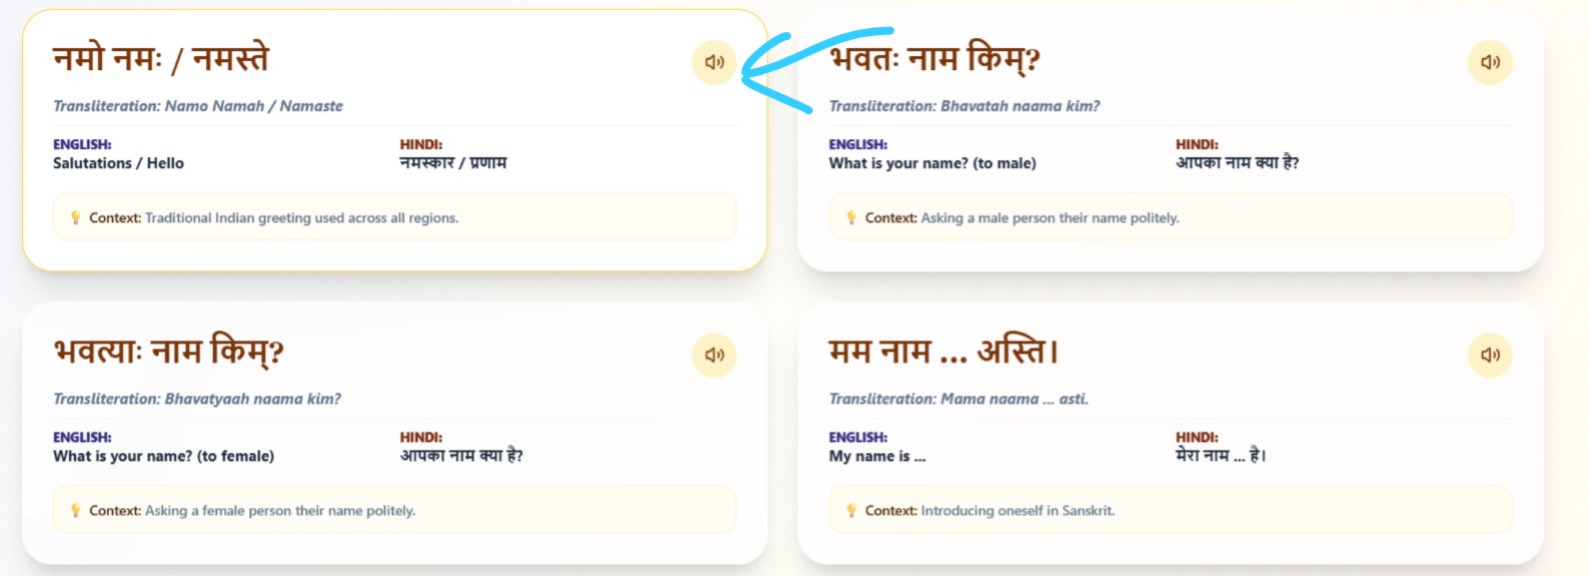 नमो नमः / नमस्ते
Transliteration: Namo Namah / Namaste
ENGLISH:
Salutations / Hello
HINDI:
नमस्कार / प्रणाम
Context: Traditional Indian greeting used across all regions.
भवतः नाम किम्?
Transliteration: Bhavatah naama kim?
ENGLISH:
What is your name? (to male)
HINDI:
आपका नाम क्या है?
Context: Asking a male person their name politely.
भवत्याः नाम किम्?
Transliteration: Bhavatyaah naama kim?
ENGLISH:
What is your name? (to female)
HINDI:
आपका नाम क्या है?
Context: Asking a female person their name politely.
मम नाम ... अस्ति।
Transliteration: Mama naama ... asti.
ENGLISH:
My name is ...
HINDI:
मेरा नाम ... है।
Context: Introducing oneself in Sanskrit.